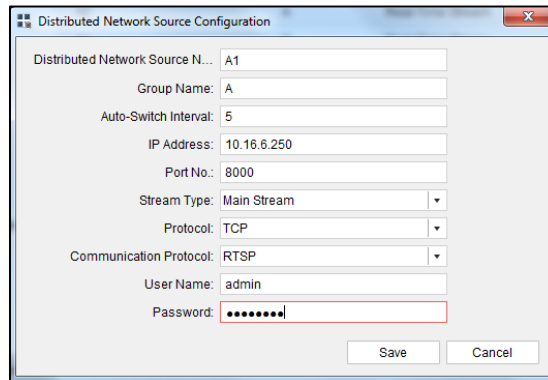 Distributed Network Source Configuration
Distributed Network Source N... A1
Group Name: A
Auto-Switch Interval: 5
IP Address: 10.16.6.250
Port No.: 8000
Stream Type: Main Stream
Protocol: TCP
Communication Protocol: RTSP
User Name: admin
Password: ●●●●●●●●
Save Cancel